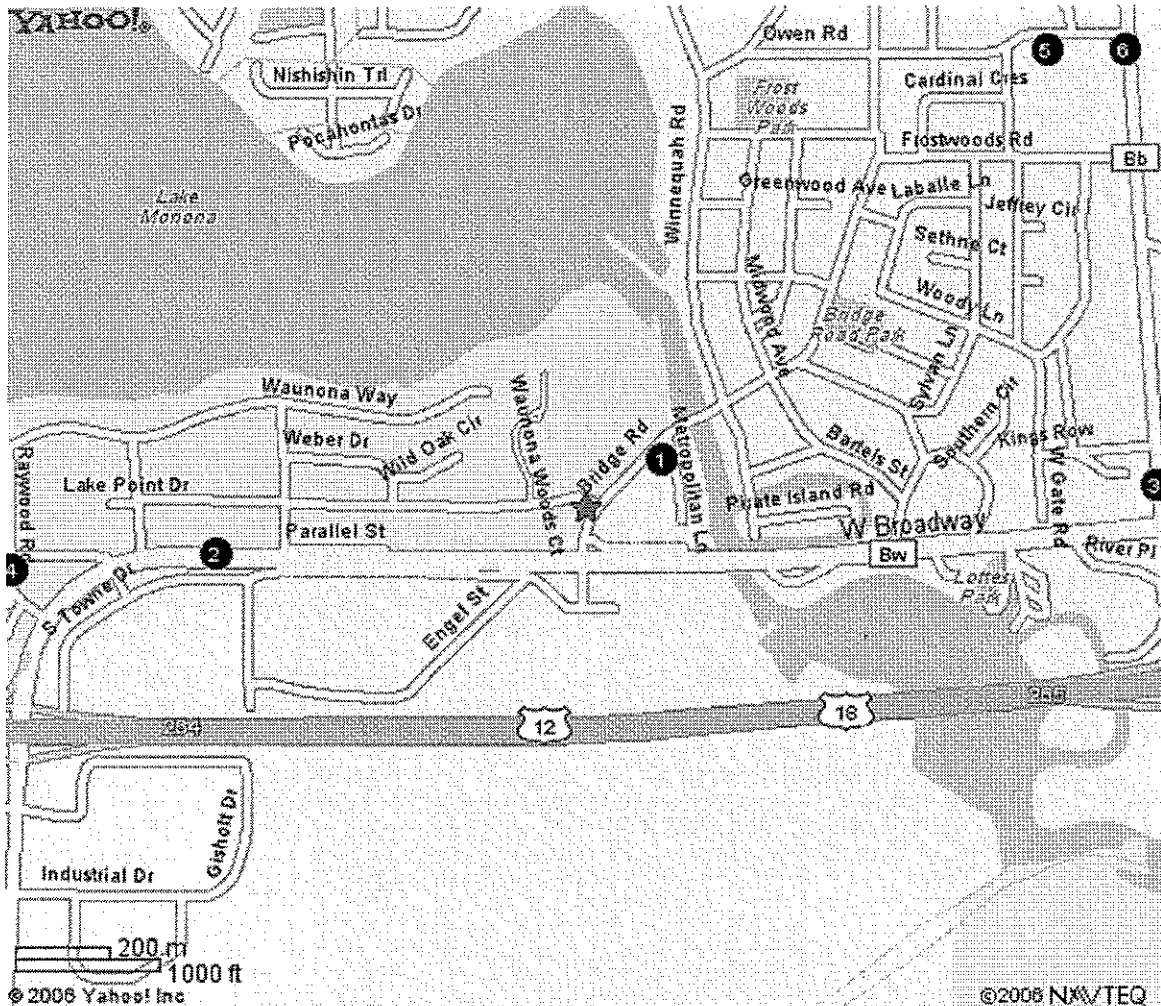 YAHOO!®
Owen Rd
5
6
Nishishin Trl
Cardinal Cres
Frost
Woods
Park
Pocahontas Dr
Winnequah Rd
Frostwoods Rd
Bb
Lake
Monona
Greenwood Ave
Laballe Ln
Jeffley Cir
Sethne Ct
Woody Ln
Bridge
Road Park
Waunona Way
Waunona Woods Ct
Sylvan Ln
Southern Cir
Weber Dr
Wild Oak Cir
Bridge Rd
Metropolitan Ln
Bartels St
Kings Row
W Gate Rd
Raywood Rd
1
Lake Point Dr
Pirate Island Rd
3
Parallel St
W Broadway
2
Bw
River Pl
4
S Towne Dr
Engel St
Lottes
Park
264
12
18
Gisholt Dr
Industrial Dr
200 m
1000 ft
© 2006 Yahoo! Inc
©2006 NAVTEQ